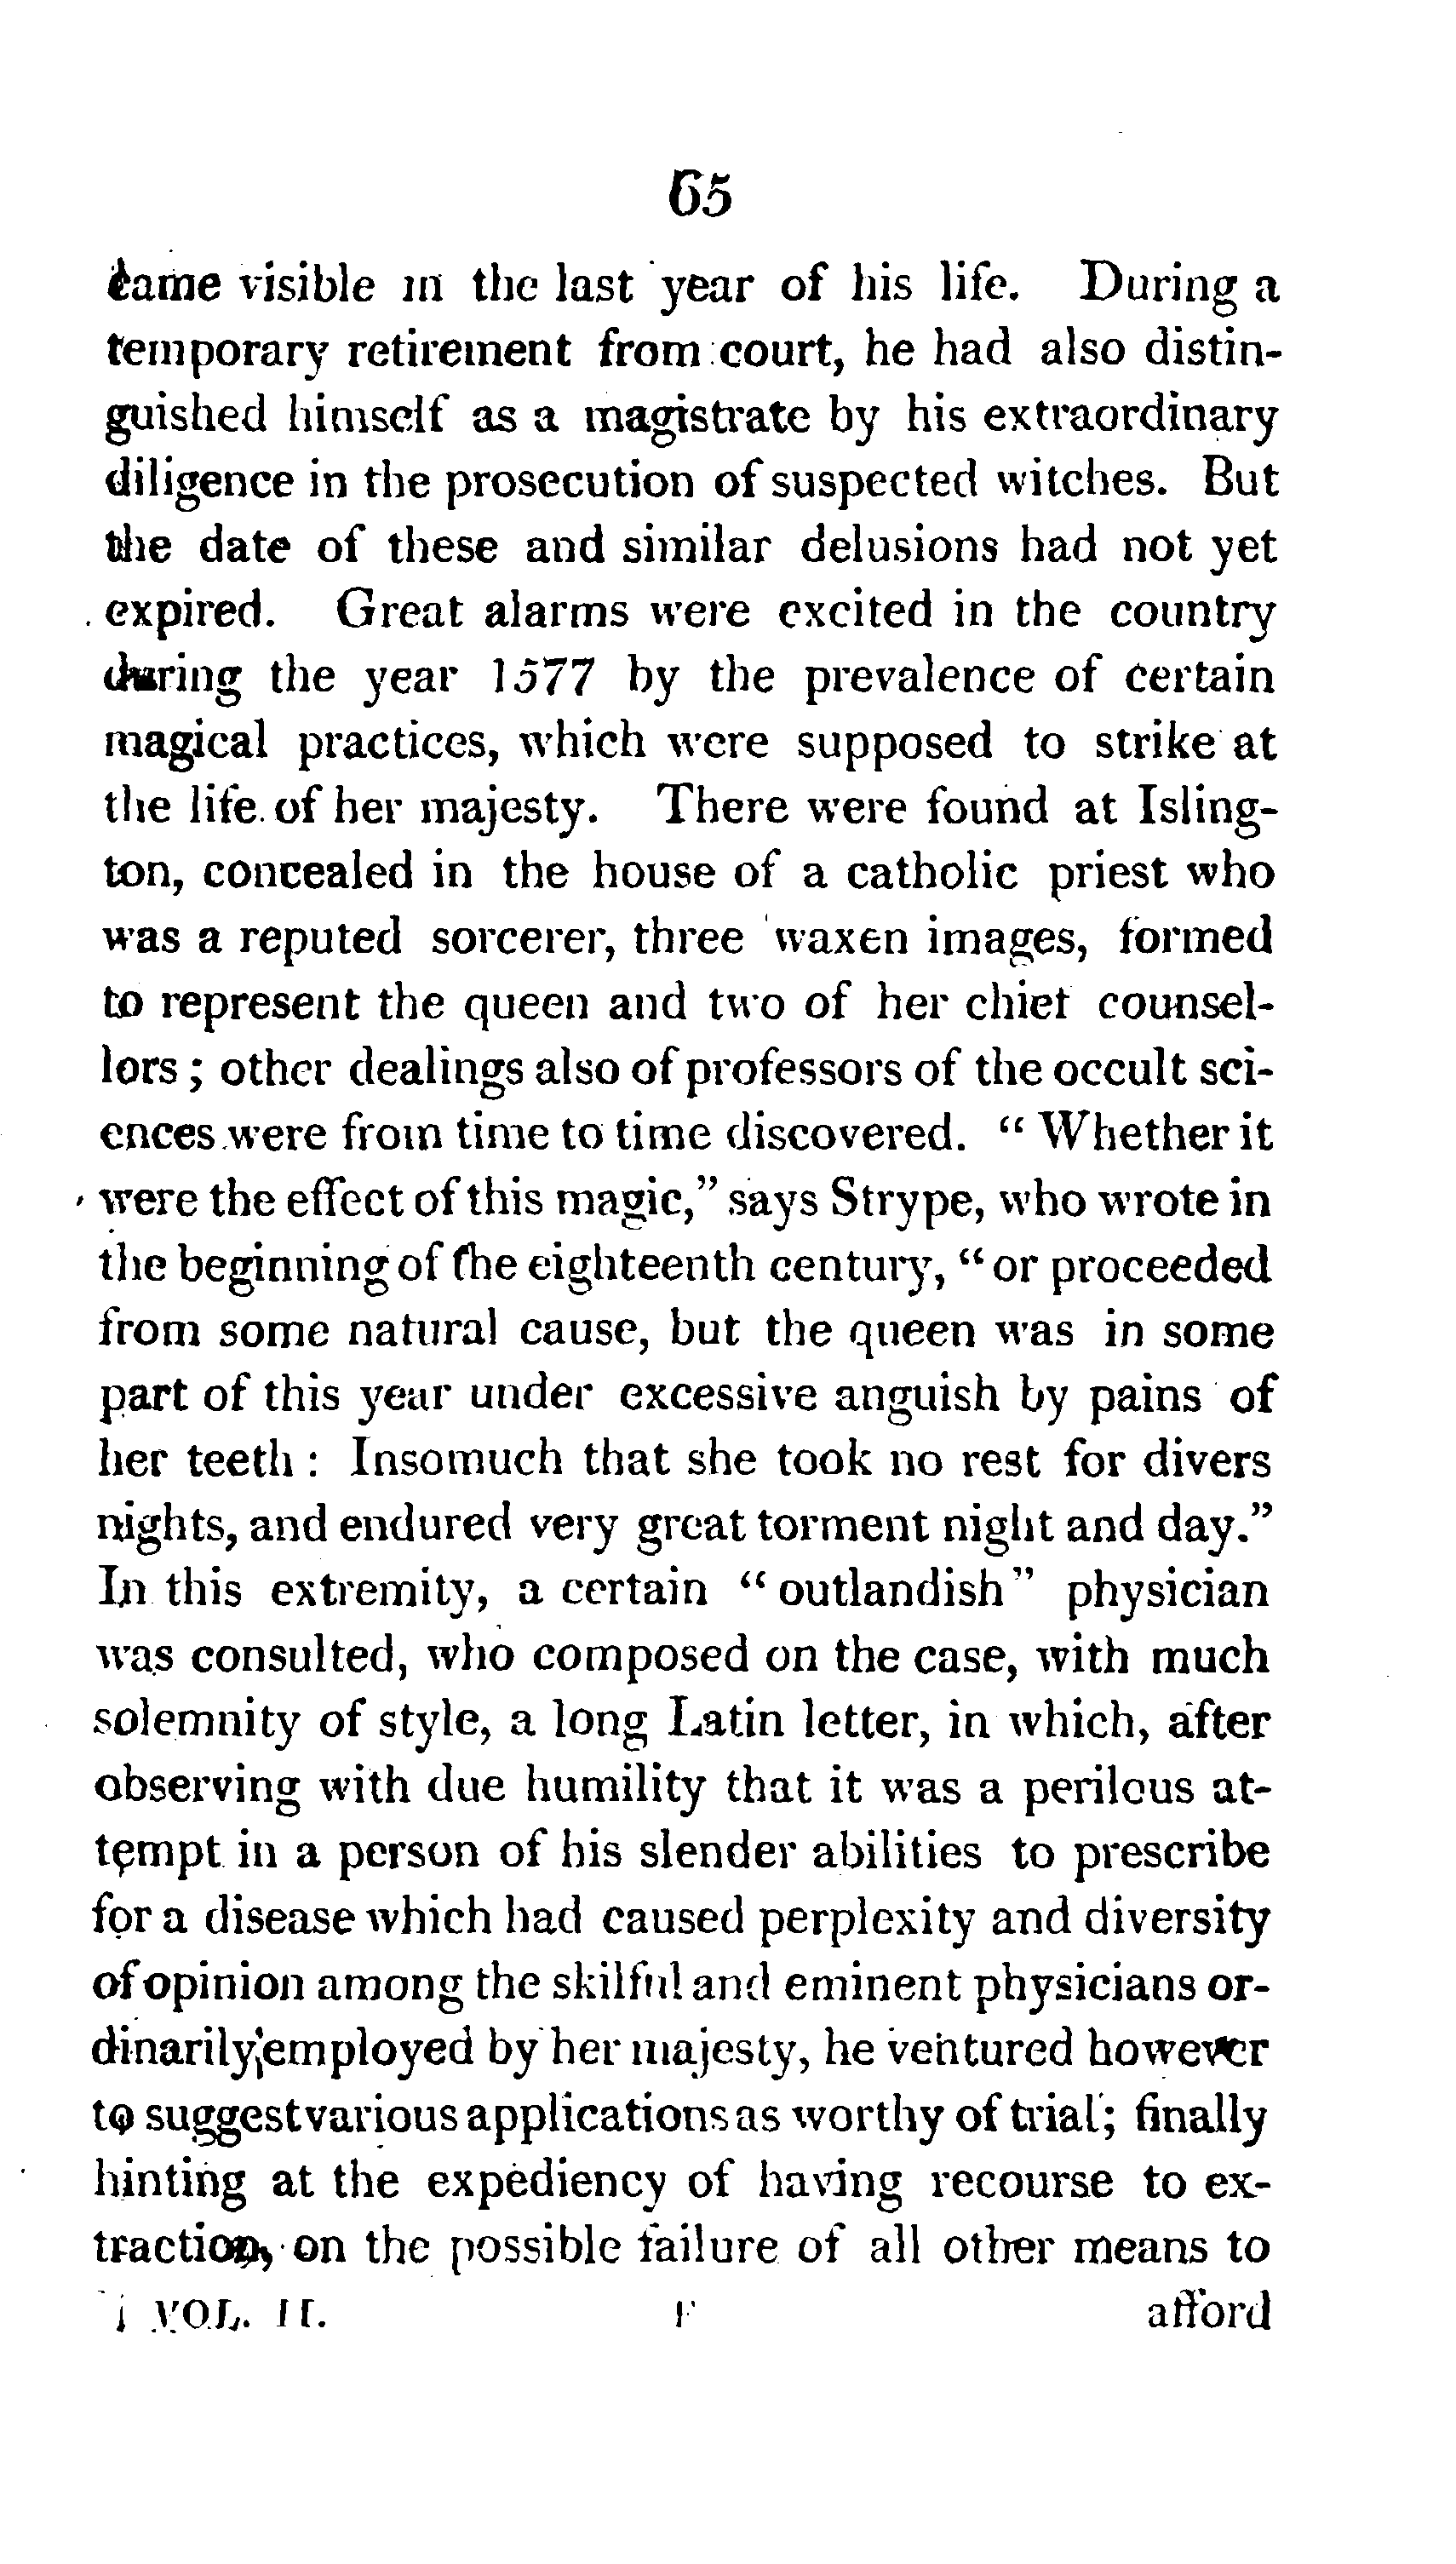 65
came visible in the last year of his life. During a
temporary retirement from court, he had also distin-
guished himself as a magistrate by his extraordinary
diligence in the prosecution of suspected witches. But
the date of these and similar delusions had not yet
expired. Great alarms were excited in the country
during the year 1577 by the prevalence of certain
magical practices, which were supposed to strike at
the life of her majesty. There were found at Isling-
ton, concealed in the house of a catholic priest who
was a reputed sorcerer, three waxen images, formed
to represent the queen and two of her chief counsel-
lors; other dealings also of professors of the occult sci-
ences were from time to time discovered. "Whether it
were the effect of this magic," says Strype, who wrote in
the beginning of the eighteenth century, "or proceeded
from some natural cause, but the queen was in some
part of this year under excessive anguish by pains of
her teeth: Insomuch that she took no rest for divers
nights, and endured very great torment night and day."
In this extremity, a certain "outlandish" physician
was consulted, who composed on the case, with much
solemnity of style, a long Latin letter, in which, after
observing with due humility that it was a perilous at-
tempt in a person of his slender abilities to prescribe
for a disease which had caused perplexity and diversity
of opinion among the skilful and eminent physicians or-
dinarily employed by her majesty, he ventured however
to suggest various applications as worthy of trial; finally
hinting at the expediency of having recourse to ex-
traction, on the possible failure of all other means to
VOL. II. F afford